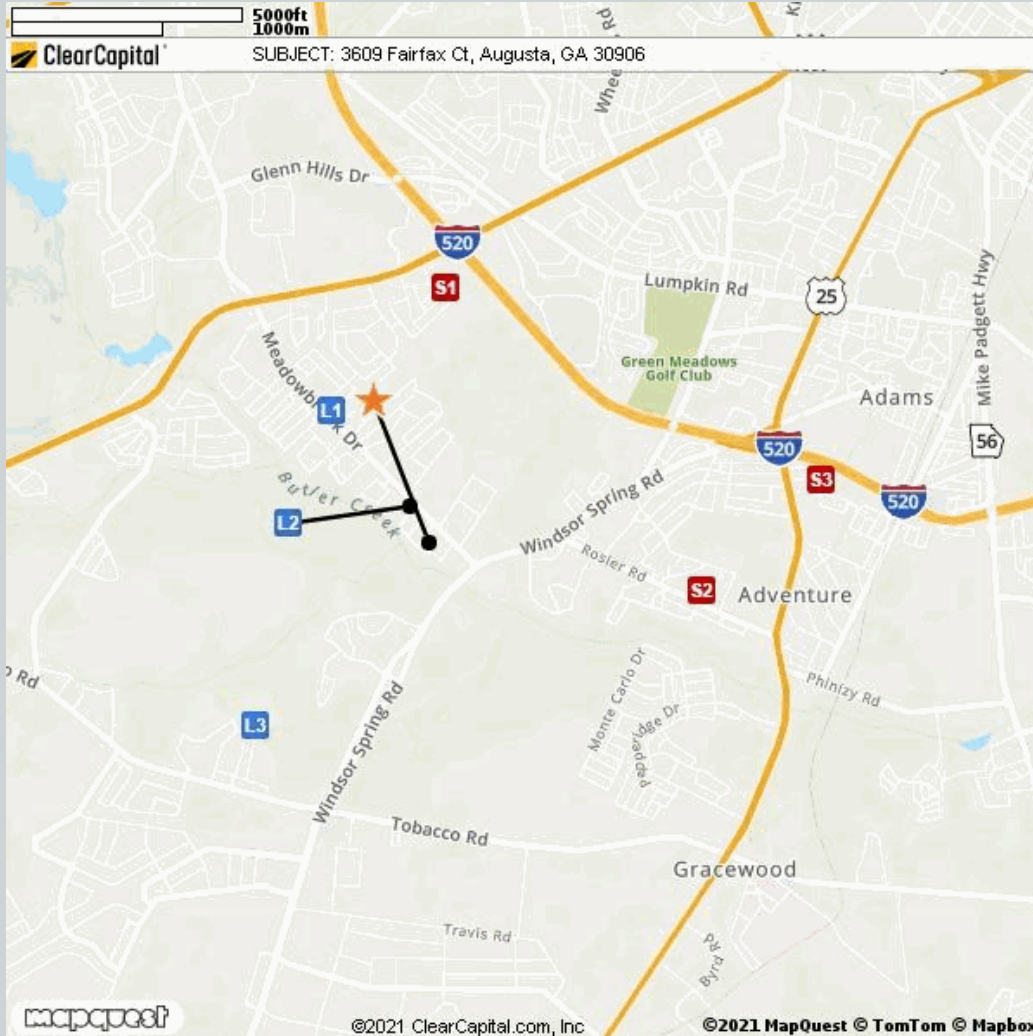 5000ft
1000m
ClearCapital
SUBJECT: 3609 Fairfax Ct, Augusta, GA 30906
Glenn Hills Dr
520
S1
Lumpkin Rd
25
Mike Padgett Hwy
Green Meadows
Golf Club
Meadowbrook Dr
L1
Adams
520
56
S3
520
Butler Creek
L2
Windsor Spring Rd
Rosier Rd
S2
Adventure
Phinizy Rd
Monte Carlo Dr
L3
Windsor Spring Rd
Tobacco Rd
Gracewood
Travis Rd
Byrd Rd
mapquest
©2021 ClearCapital.com, Inc
©2021 MapQuest © TomTom © Mapbo